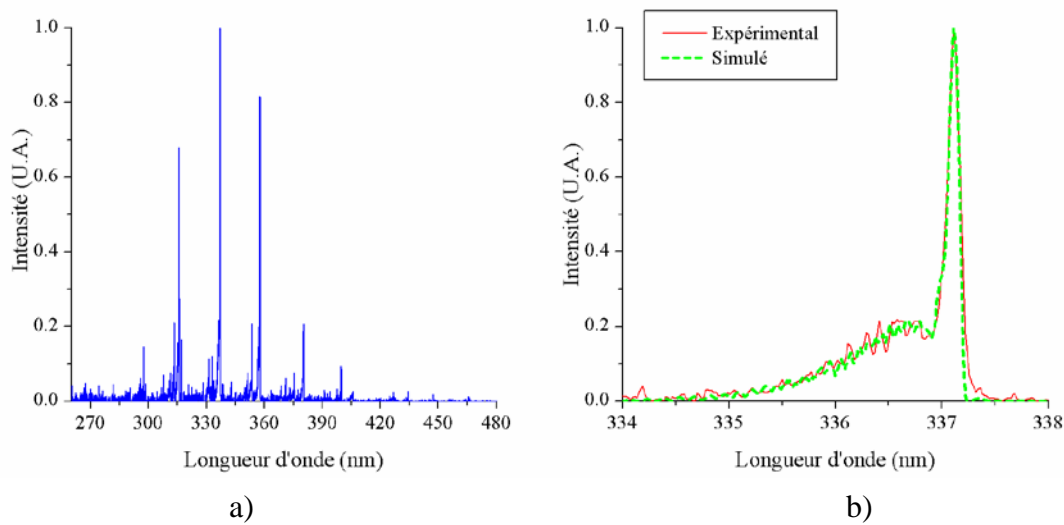 1.0
0.8
0.6
0.4
0.2
0.0
Intensité (U.A.)
270 300 330 360 390 420 450 480
Longueur d'onde (nm)
a)
Expérimental
Simulé
1.0
0.8
0.6
0.4
0.2
0.0
Intensité (U.A.)
334 335 336 337 338
Longueur d'onde (nm)
b)